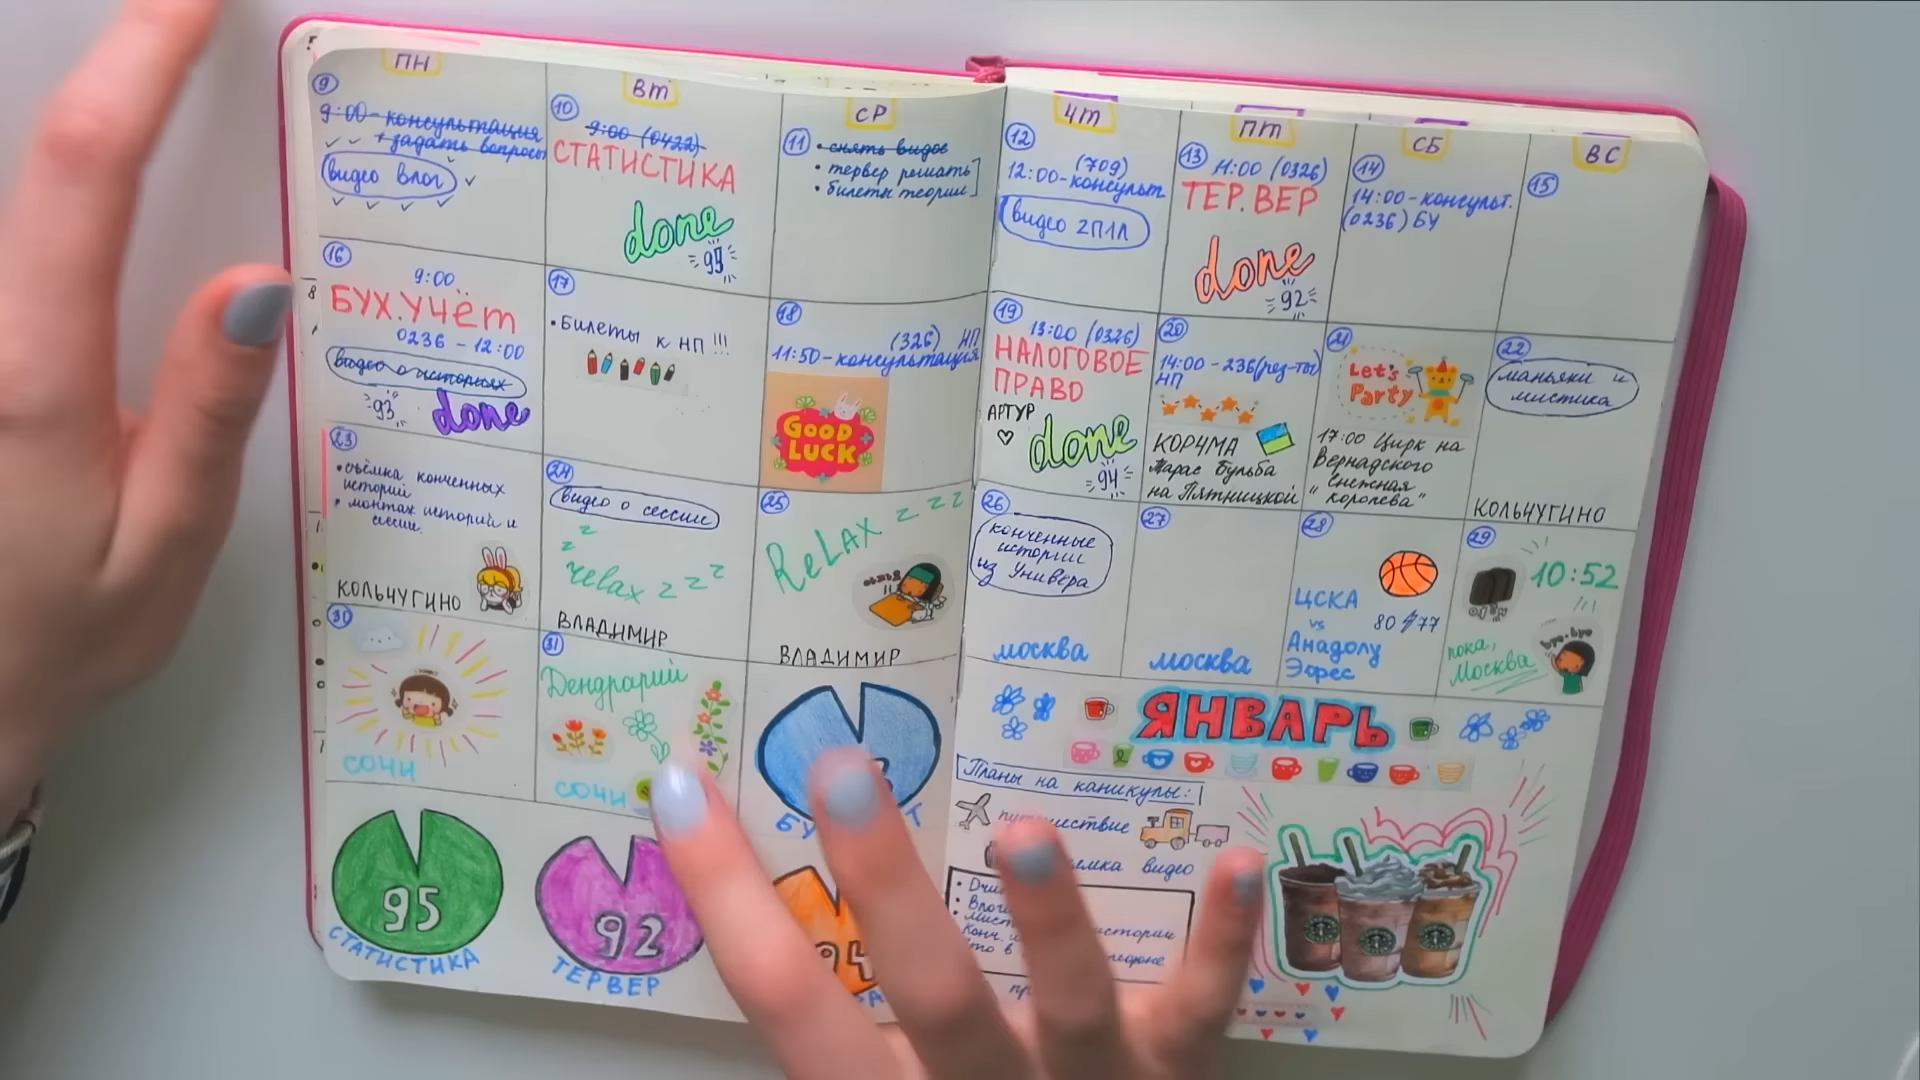 ПН
ВТ
СР
ЧТ
ПТ
СБ
ВС
9
9:00-консультация
+задать вопросы
видео влог
10
9:00 (0422)
СТАТИСТИКА
done
95
11
• снять видос
• тервер решать
• билеты теории
12
(709)
12:00-консульт.
видео 2П1Л
13
11:00 (0326)
ТЕР.ВЕР
done
92
14
14:00-консульт.
(0236) БУ
15
16
9:00
БУХ.УЧЁТ
0236 - 12:00
видео о историях
93
done
17
• Билеты к НП !!!
18
(326) НП
11:50-консультация
GOOD
LUCK
19
13:00 (0326)
НАЛОГОВОЕ
ПРАВО
АРТУР
done
94
20
14:00 - 236(рез-ты)
НП
КОРЧМА
Тарас Бульба
на Пятницкой
21
Let's
Party
17:00 Цирк на
Вернадского
"Снежная
королева"
22
маньяки и
мистика
КОЛЬЧУГИНО
23
• съёмка конченных
историй
• монтаж историй и
сессии.
КОЛЬЧУГИНО
24
видео о сессии
z z
relax z z z
ВЛАДИМИР
25
ReLAX z z z
ВЛАДИМИР
26
конченные
истории
из Универа
москва
27
москва
28
ЦСКА
vs
80 77
Анадолу
Эфес
29
10:52
пока,
Москва
bye-bye
30
СОЧИ
31
Дендрарий
СОЧИ
ЯНВАРЬ
Планы на каникулы:
путешествие
видео
истории
95
СТАТИСТИКА
92
ТЕРВЕР
94